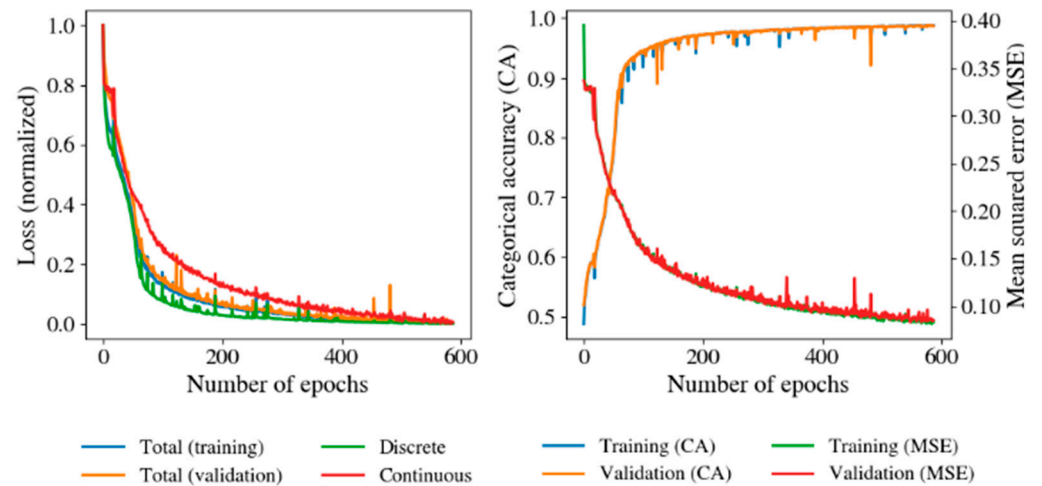 1.0
0.8
0.6
0.4
0.2
0.0
Loss (normalized)
0 200 400 600
Number of epochs
1.0
0.9
0.8
0.7
0.6
0.5
Categorical accuracy (CA)
0.40
0.35
0.30
0.25
0.20
0.15
0.10
Mean squared error (MSE)
0 200 400 600
Number of epochs
Total (training)
Total (validation)
Discrete
Continuous
Training (CA)
Validation (CA)
Training (MSE)
Validation (MSE)